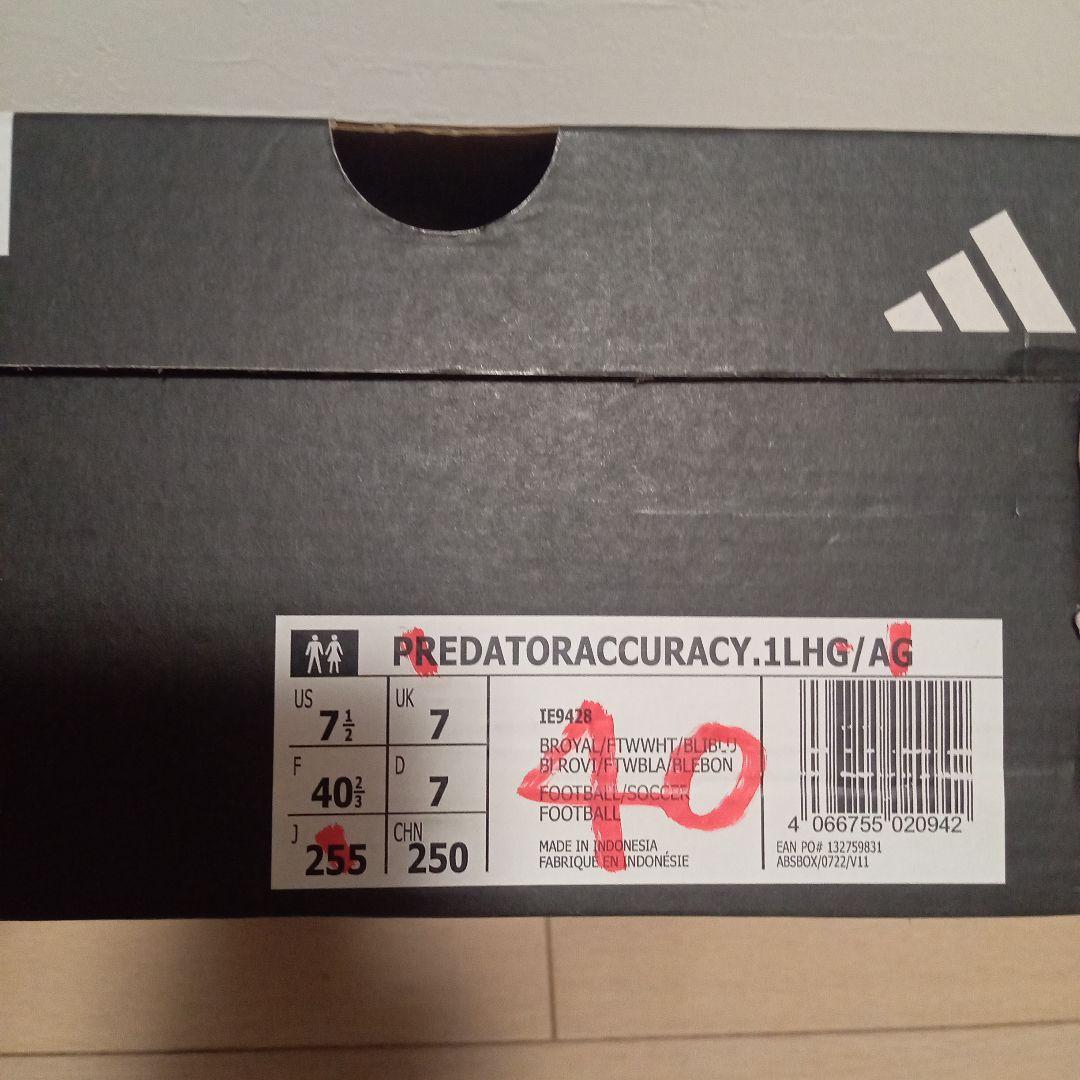 PREDATORACCURACY.1LHG/AG
US 7 1/2
UK 7
F 40 2/3
D 7
J 255
CHN 250
IE9428
BROYAL/FTWWHT/BLIBLU
BLROVI/FTWBLA/BLEBON
FOOTBALL/SOCCER
FOOTBALL
MADE IN INDONESIA
FABRIQUÉ EN INDONÉSIE
40
4 066755 020942
EAN PO# 132759831
ABSBOX/0722/V11